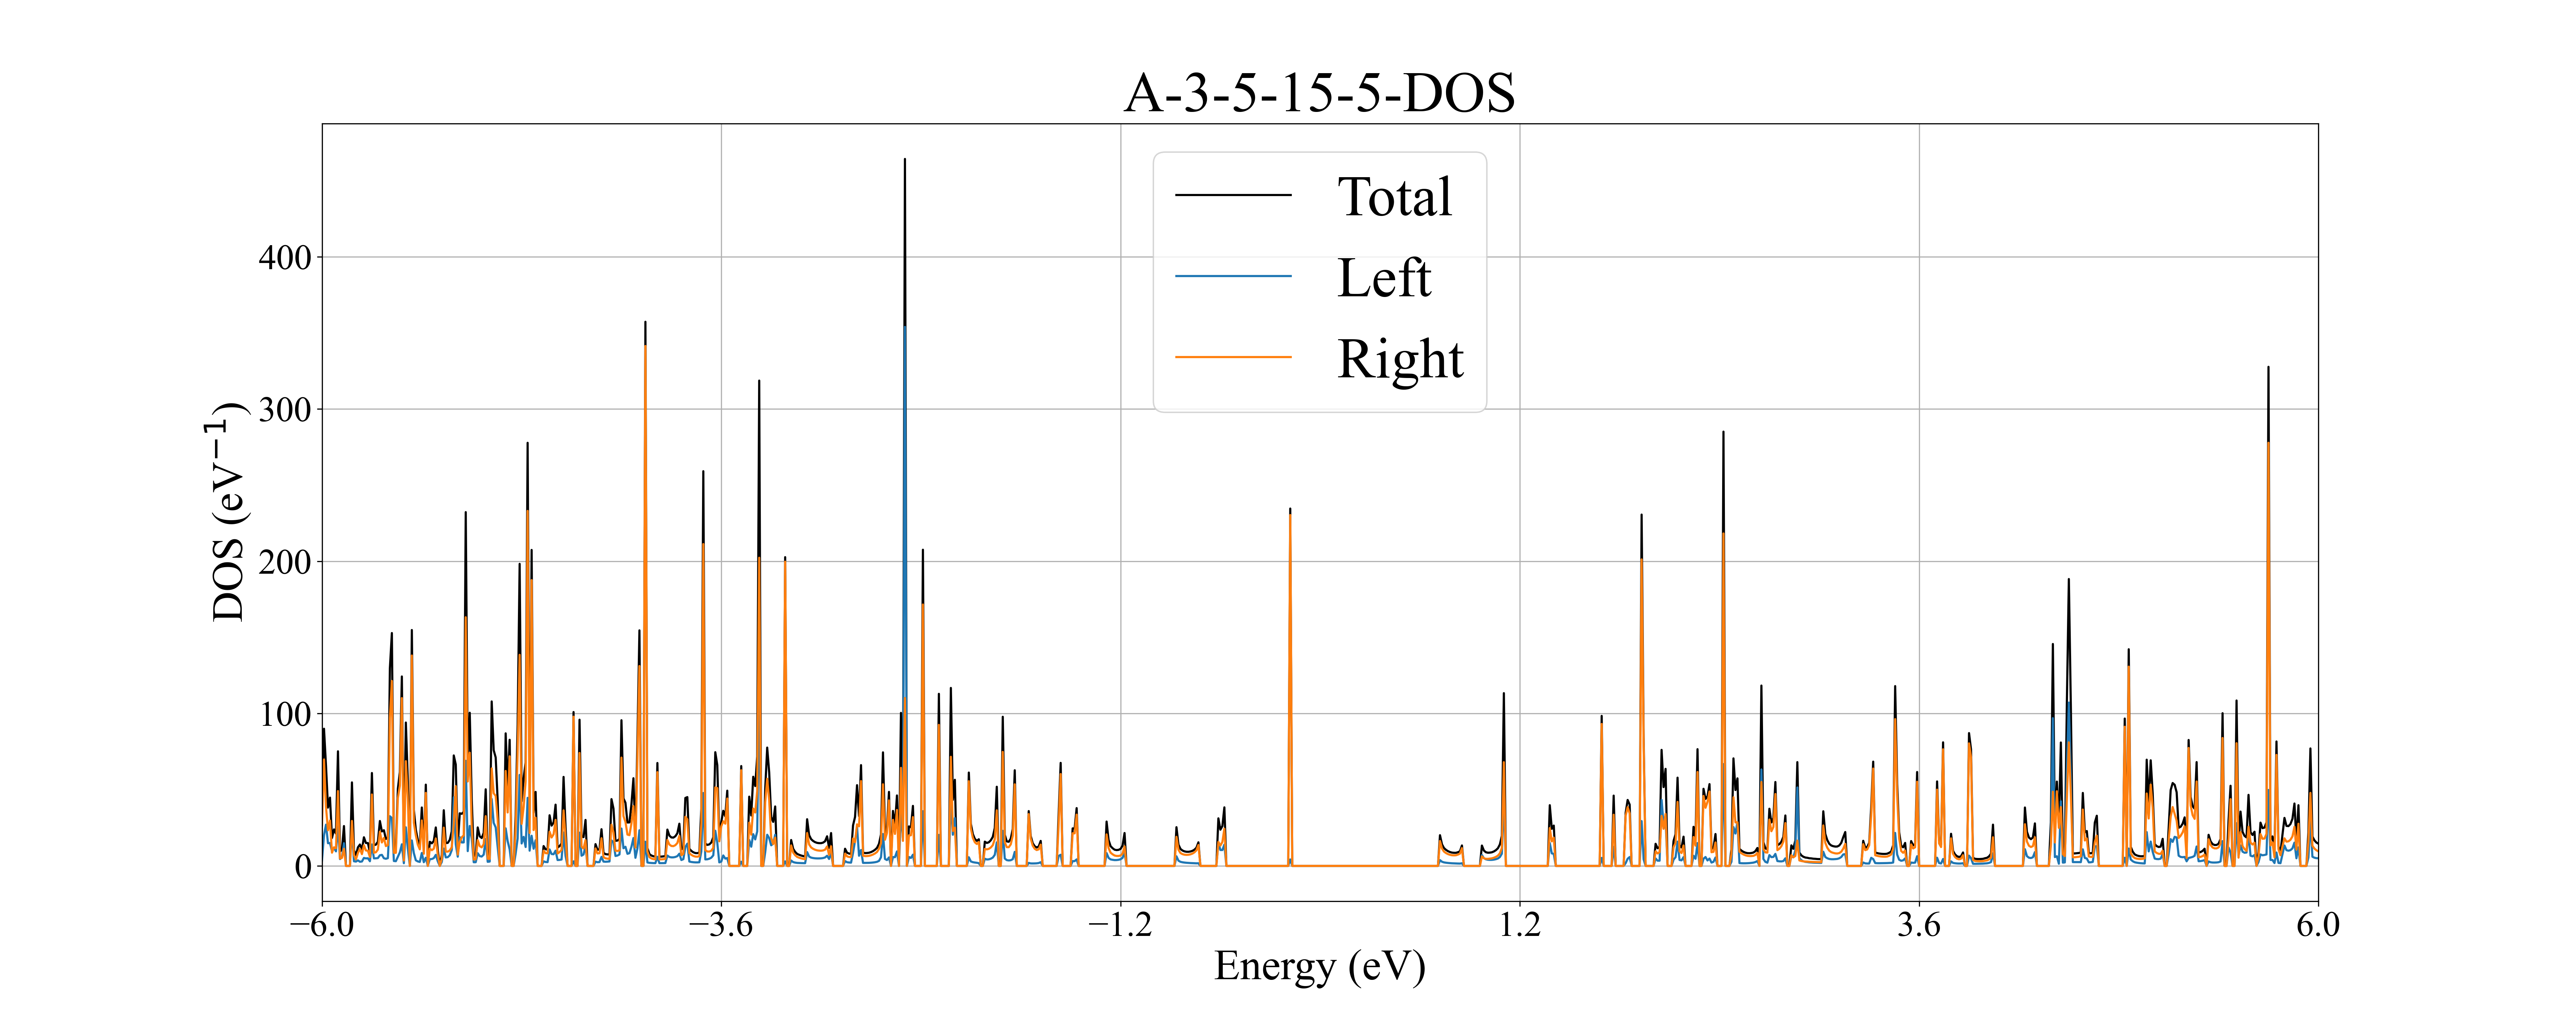 A-3-5-15-5-DOS
Total
Left
Right
DOS (eV⁻¹)
400
300
200
100
0
−6.0 −3.6 −1.2 1.2 3.6 6.0
Energy (eV)